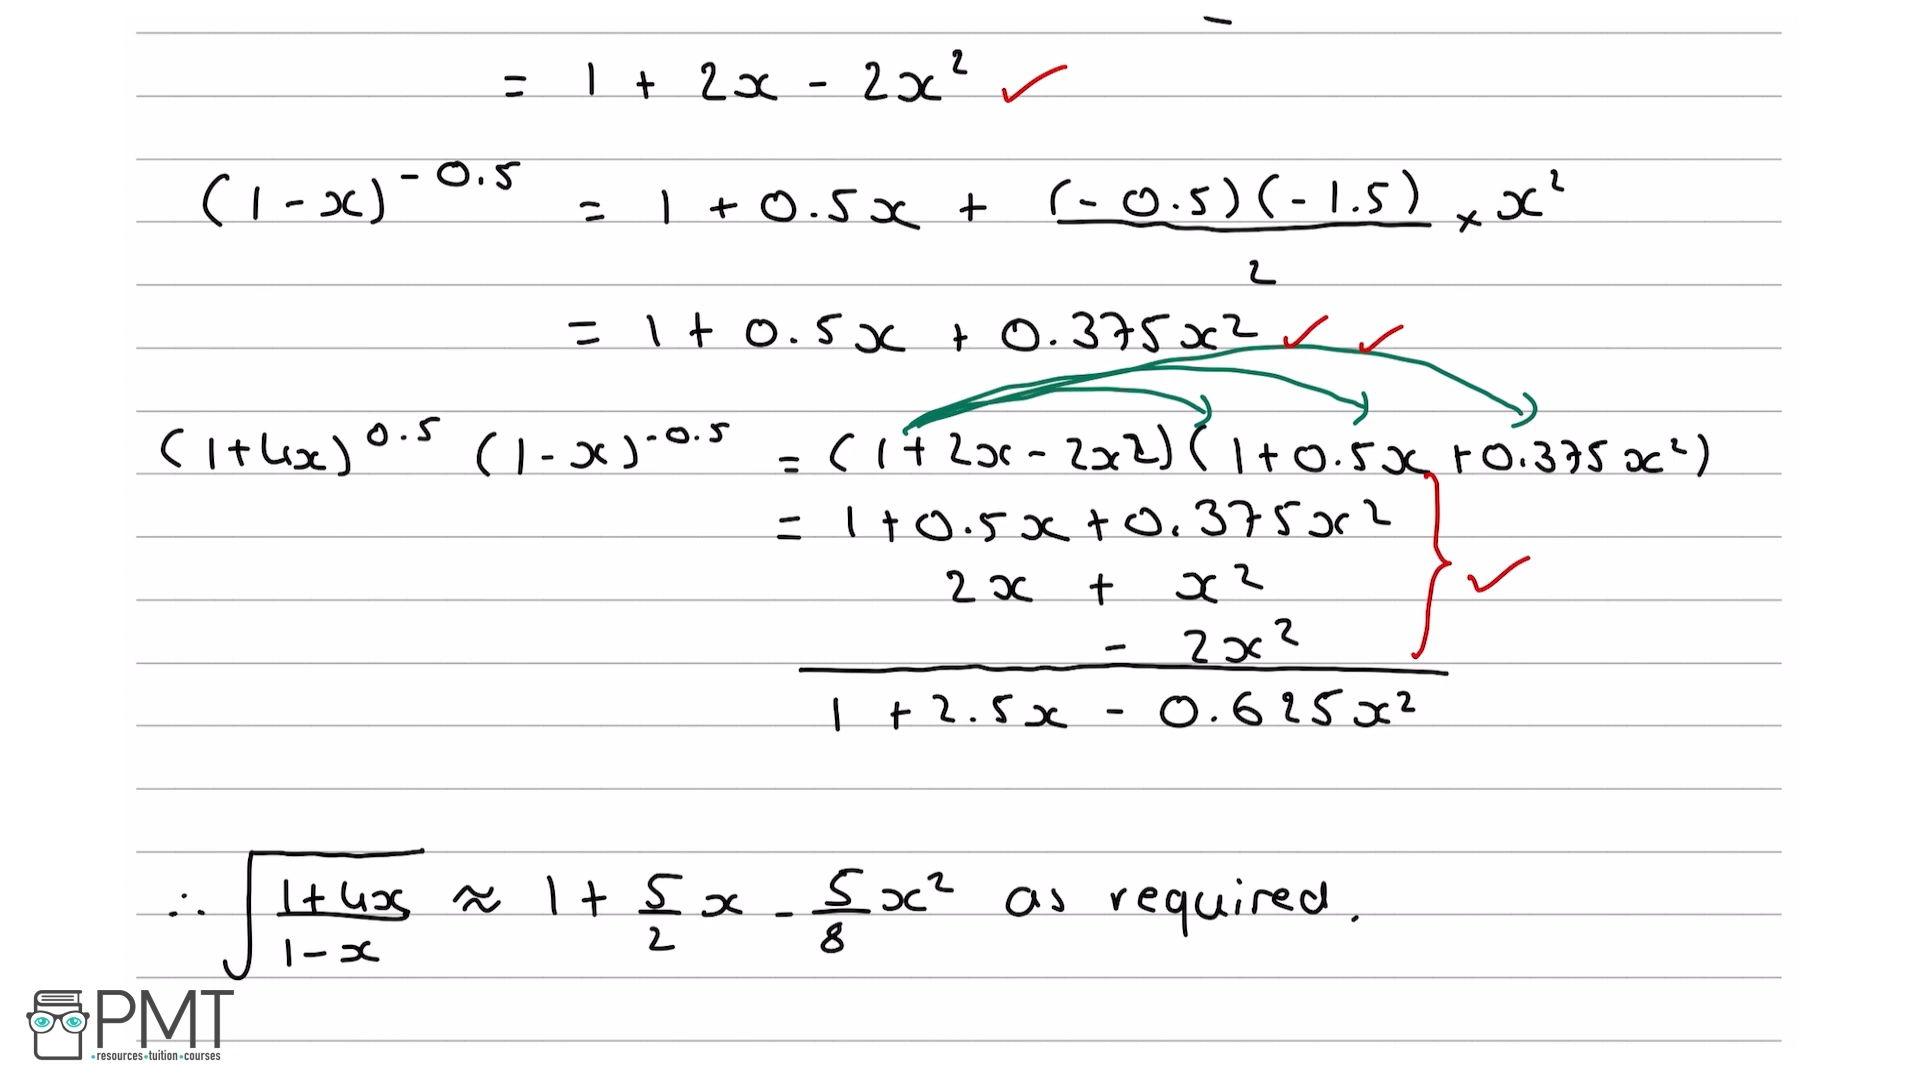 = 1 + 2x - 2x² ✓
(1-x)^-0.5 = 1 + 0.5x + (-0.5)(-1.5)/2 × x²
= 1 + 0.5x + 0.375x² ✓ ✓
(1+4x)^0.5 (1-x)^-0.5 = (1+2x-2x²)(1+0.5x+0.375x²)
= 1+0.5x+0.375x²
2x + x²
- 2x² ✓
1 + 2.5x - 0.625x²
∴ √((1+4x)/(1-x)) ≈ 1 + 5/2 x - 5/8 x² as required.
PMT
•resources•tuition•courses